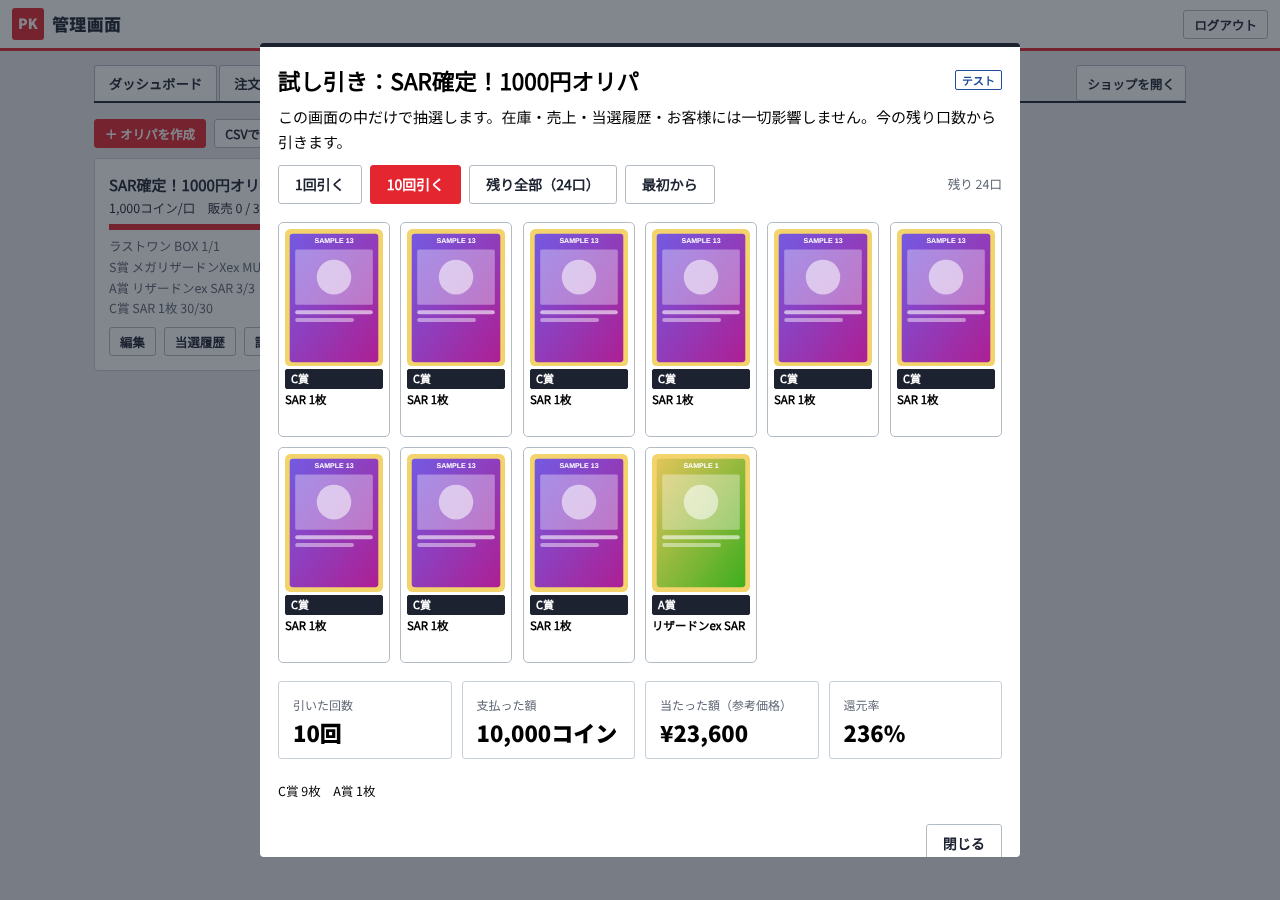 PK 管理画面
ログアウト
ダッシュボード
注文
ショップを開く
＋ オリパを作成
CSVで
SAR確定！1000円オリ
1,000コイン/口 販売 0 / 3
ラストワン BOX 1/1
S賞 メガリザードンXex MU
A賞 リザードンex SAR 3/3
C賞 SAR 1枚 30/30
編集
当選履歴
試し引き：SAR確定！1000円オリパ
テスト
この画面の中だけで抽選します。在庫・売上・当選履歴・お客様には一切影響しません。今の残り口数から
引きます。
1回引く
10回引く
残り全部（24口）
最初から
残り 24口
SAMPLE 13
C賞
SAR 1枚
SAMPLE 13
C賞
SAR 1枚
SAMPLE 13
C賞
SAR 1枚
SAMPLE 13
C賞
SAR 1枚
SAMPLE 13
C賞
SAR 1枚
SAMPLE 13
C賞
SAR 1枚
SAMPLE 13
C賞
SAR 1枚
SAMPLE 13
C賞
SAR 1枚
SAMPLE 13
C賞
SAR 1枚
SAMPLE 1
A賞
リザードンex SAR
引いた回数
10回
支払った額
10,000コイン
当たった額（参考価格）
¥23,600
還元率
236%
C賞 9枚 A賞 1枚
閉じる